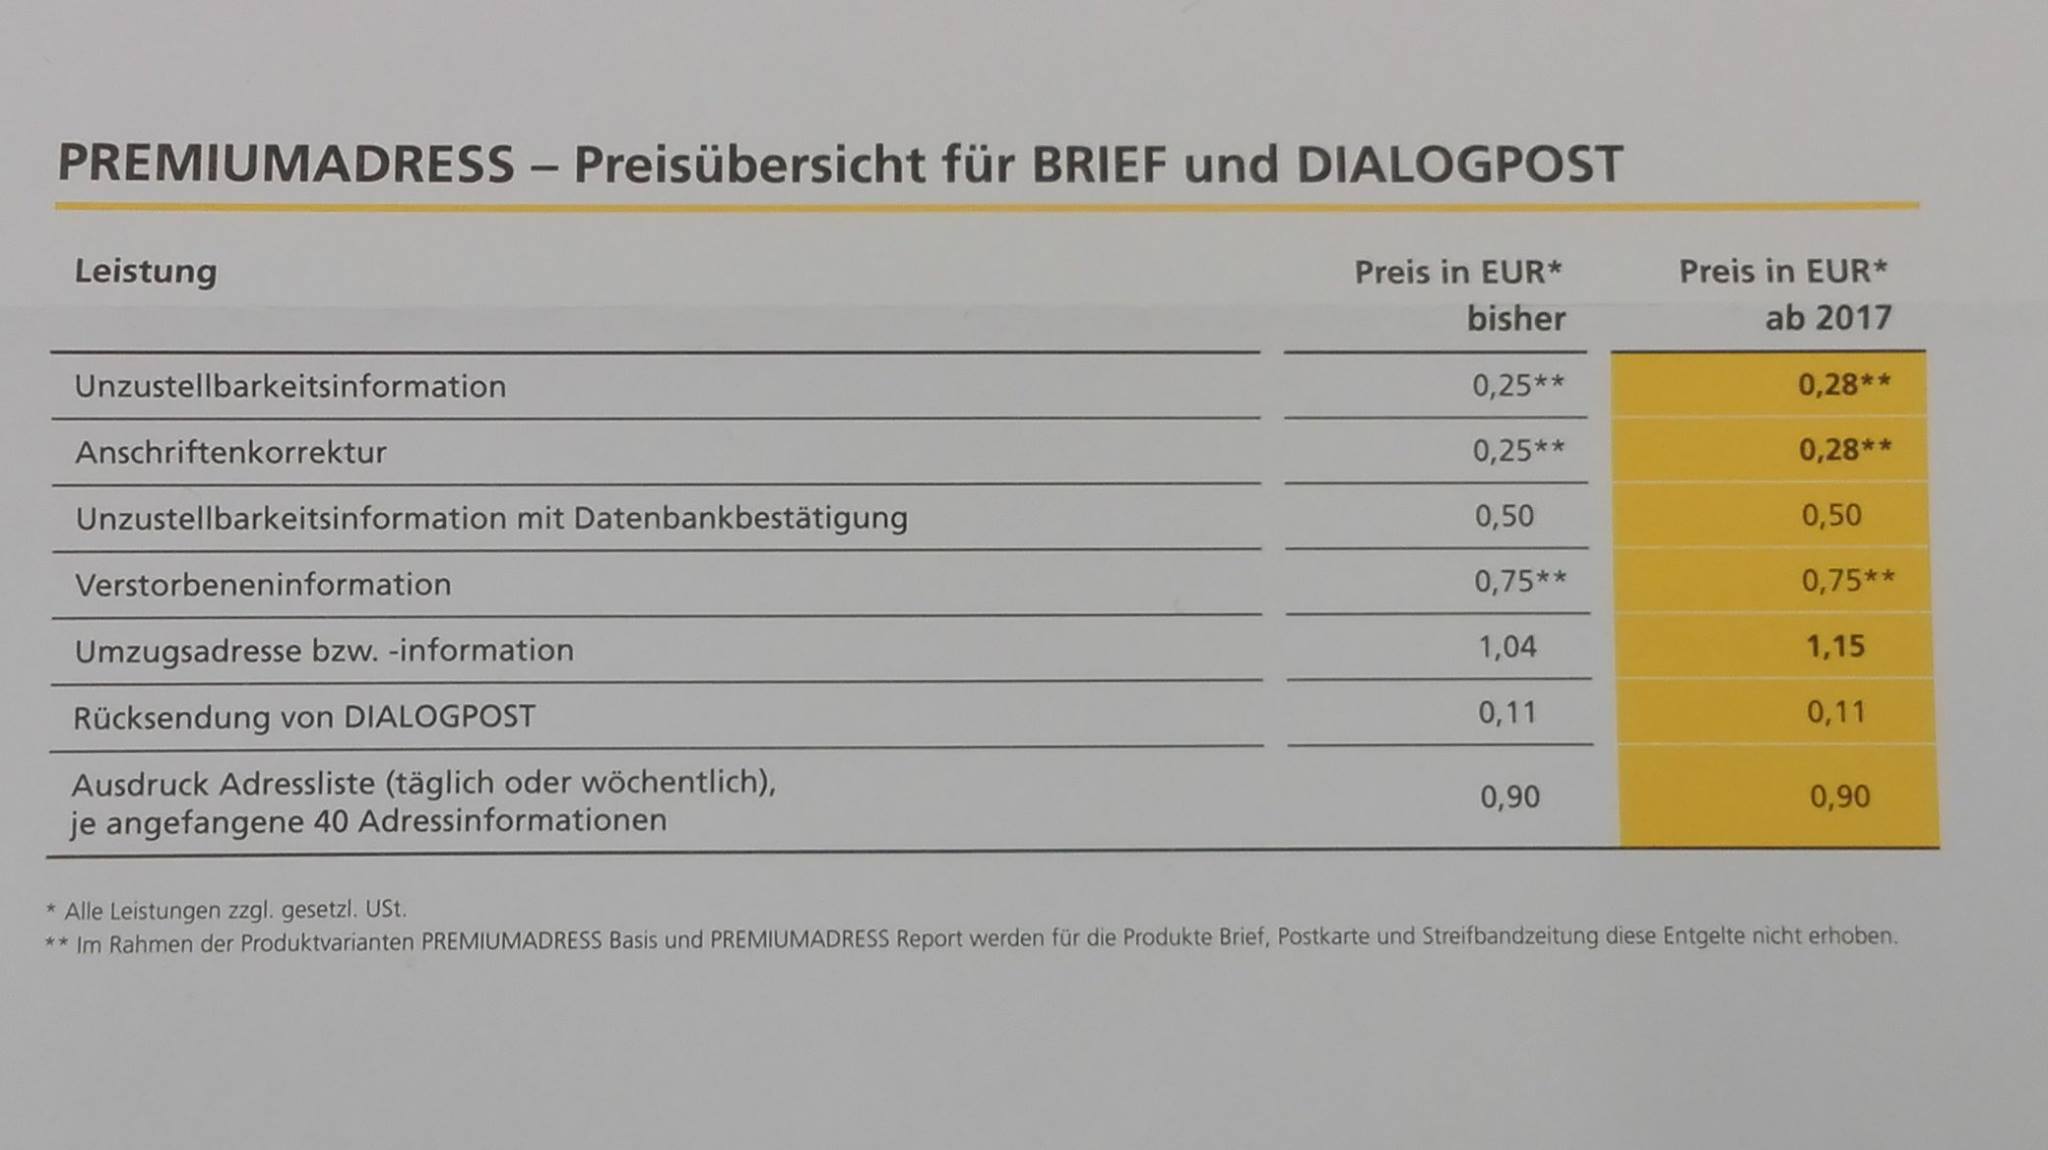 PREMIUMADRESS – Preisübersicht für BRIEF und DIALOGPOST
Leistung Preis in EUR* Preis in EUR*
bisher ab 2017
Unzustellbarkeitsinformation 0,25** 0,28**
Anschriftenkorrektur 0,25** 0,28**
Unzustellbarkeitsinformation mit Datenbankbestätigung 0,50 0,50
Verstorbeneninformation 0,75** 0,75**
Umzugsadresse bzw. -information 1,04 1,15
Rücksendung von DIALOGPOST 0,11 0,11
Ausdruck Adressliste (täglich oder wöchentlich),
je angefangene 40 Adressinformationen 0,90 0,90
* Alle Leistungen zzgl. gesetzl. USt.
** Im Rahmen der Produktvarianten PREMIUMADRESS Basis und PREMIUMADRESS Report werden für die Produkte Brief, Postkarte und Streifbandzeitung diese Entgelte nicht erhoben.